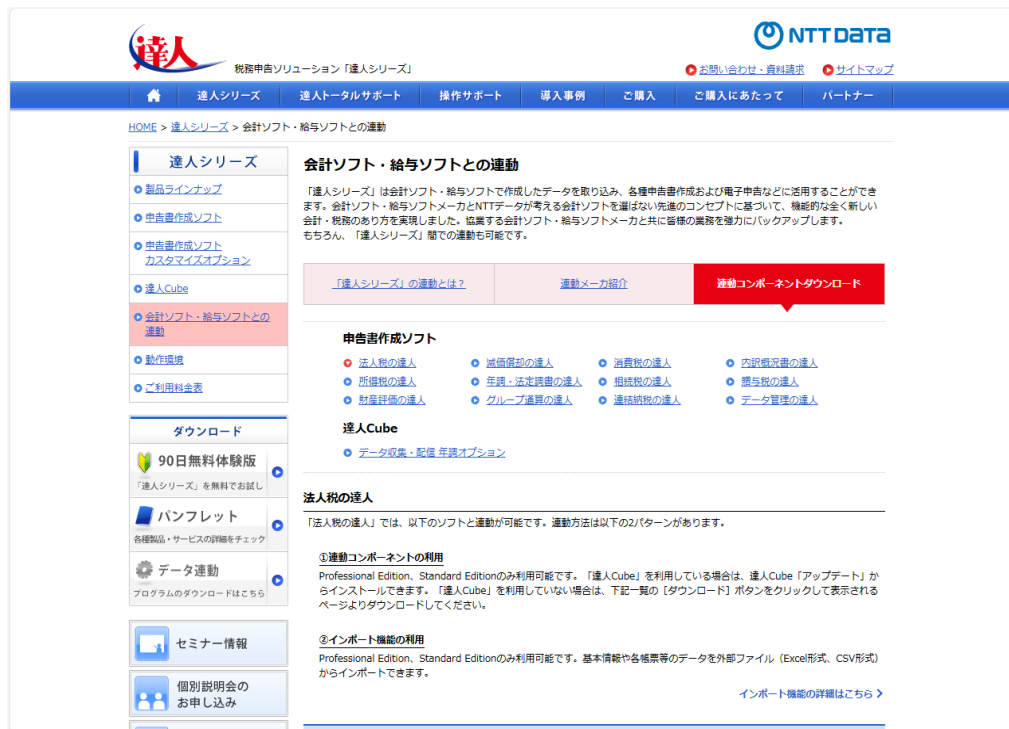 達人
税務申告ソリューション「達人シリーズ」
NTT DATA
お問い合わせ・資料請求
サイトマップ
達人シリーズ
達人トータルサポート
操作サポート
導入事例
ご購入
ご購入にあたって
パートナー
HOME > 達人シリーズ > 会計ソフト・給与ソフトとの連動
達人シリーズ
製品ラインナップ
申告書作成ソフト
申告書作成ソフト
カスタマイズオプション
達人Cube
会計ソフト・給与ソフトとの
連動
動作環境
ご利用料金表
ダウンロード
90日無料体験版
「達人シリーズ」を無料でお試し
パンフレット
各種製品・サービスの詳細をチェック
データ連動
プログラムのダウンロードはこちら
セミナー情報
個別説明会の
お申し込み
会計ソフト・給与ソフトとの連動
「達人シリーズ」は会計ソフト・給与ソフトで作成したデータを取り込み、各種申告書作成および電子申告などに活用することができ
ます。会計ソフト・給与ソフトメーカとNTTデータが考える会計ソフトを選ばない先進のコンセプトに基づいて、機能的な全く新しい
会計・税務のあり方を実現しました。協業する会計ソフト・給与ソフトメーカと共に皆様の業務を強力にバックアップします。
もちろん、「達人シリーズ」間での連動も可能です。
「達人シリーズ」の連動とは？
連動メーカ紹介
連動コンポーネントダウンロード
申告書作成ソフト
法人税の達人
減価償却の達人
消費税の達人
内訳概況書の達人
所得税の達人
年調・法定調書の達人
相続税の達人
贈与税の達人
財産評価の達人
グループ通算の達人
連結納税の達人
データ管理の達人
達人Cube
データ収集・配信 年調オプション
法人税の達人
「法人税の達人」では、以下のソフトと連動が可能です。連動方法は以下の2パターンがあります。
①連動コンポーネントの利用
Professional Edition、Standard Editionのみ利用可能です。「達人Cube」を利用している場合は、達人Cube「アップデート」か
らインストールできます。「達人Cube」を利用していない場合は、下記一覧の［ダウンロード］ボタンをクリックして表示される
ページよりダウンロードしてください。
②インポート機能の利用
Professional Edition、Standard Editionのみ利用可能です。基本情報や各帳票等のデータを外部ファイル（Excel形式、CSV形式）
からインポートできます。
インポート機能の詳細はこちら